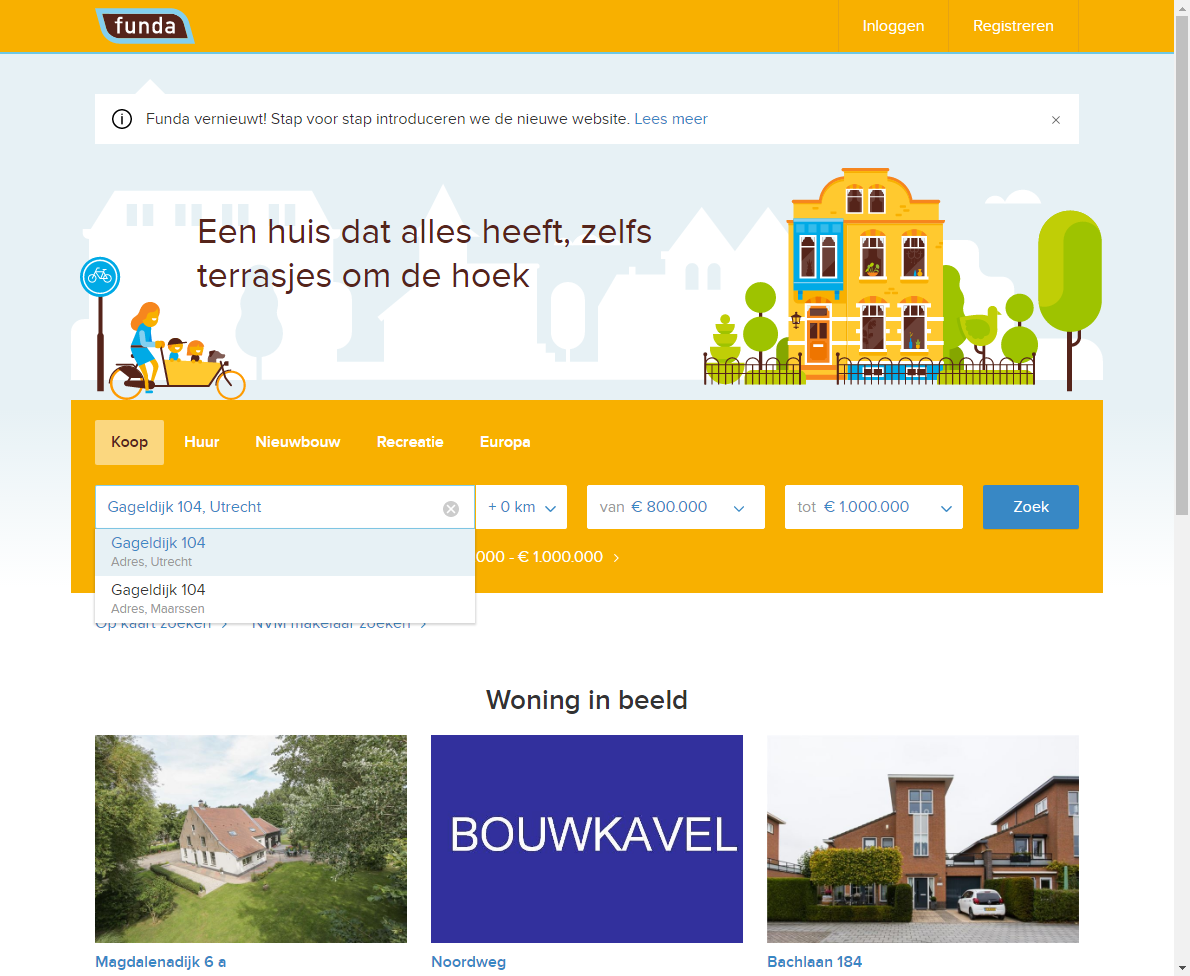 funda
Inloggen
Registreren
Funda vernieuwt! Stap voor stap introduceren we de nieuwe website. Lees meer
Een huis dat alles heeft, zelfs
terrasjes om de hoek
Koop Huur Nieuwbouw Recreatie Europa
Gageldijk 104, Utrecht
+ 0 km
van € 800.000
tot € 1.000.000
Zoek
Gageldijk 104
Adres, Utrecht
000 - € 1.000.000
Gageldijk 104
Adres, Maarssen
Op kaart zoeken
NVM makelaar zoeken
Woning in beeld
BOUWKAVEL
Magdalenadijk 6 a
Noordweg
Bachlaan 184